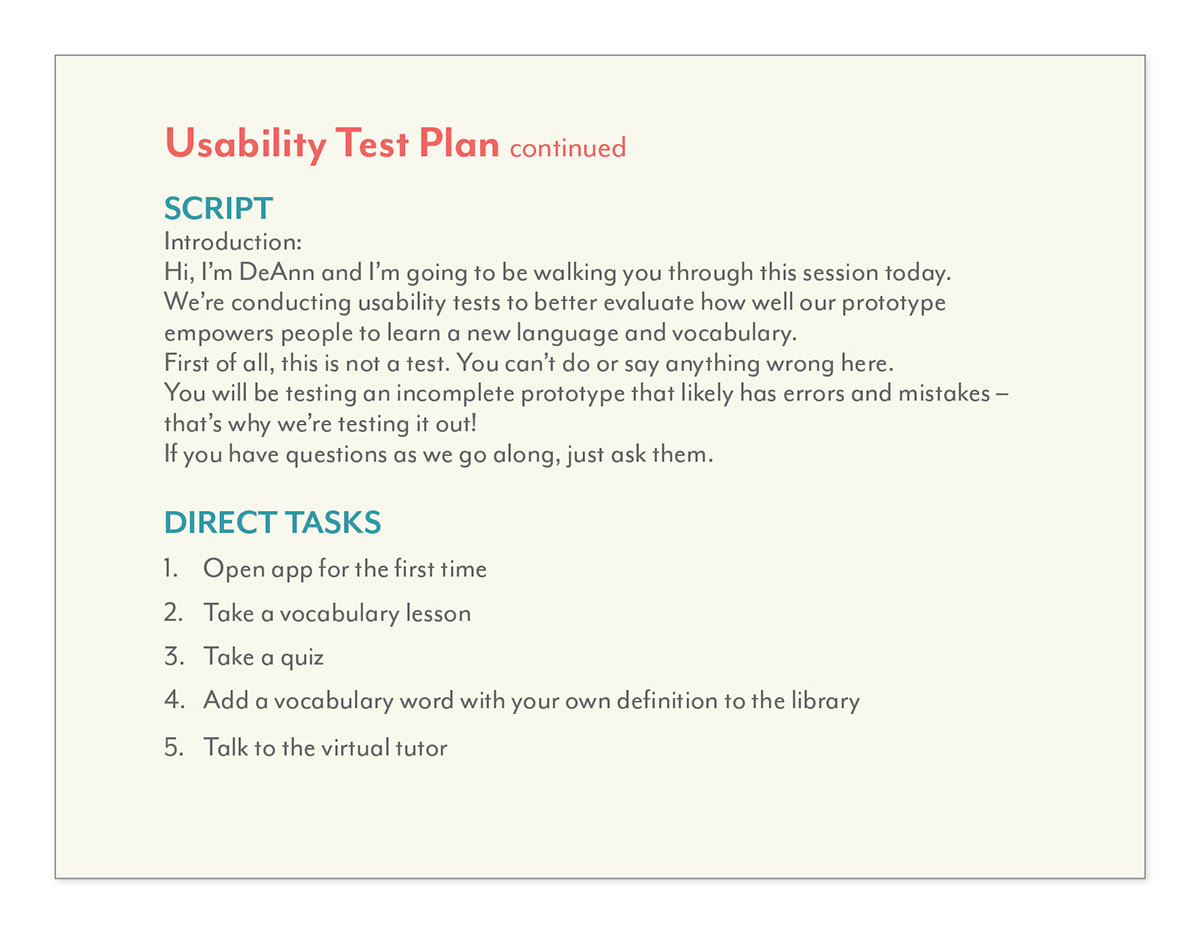 Usability Test Plan continued
SCRIPT
Introduction:
Hi, I’m DeAnn and I’m going to be walking you through this session today.
We’re conducting usability tests to better evaluate how well our prototype
empowers people to learn a new language and vocabulary.
First of all, this is not a test. You can’t do or say anything wrong here.
You will be testing an incomplete prototype that likely has errors and mistakes –
that’s why we’re testing it out!
If you have questions as we go along, just ask them.
DIRECT TASKS
1. Open app for the first time
2. Take a vocabulary lesson
3. Take a quiz
4. Add a vocabulary word with your own definition to the library
5. Talk to the virtual tutor